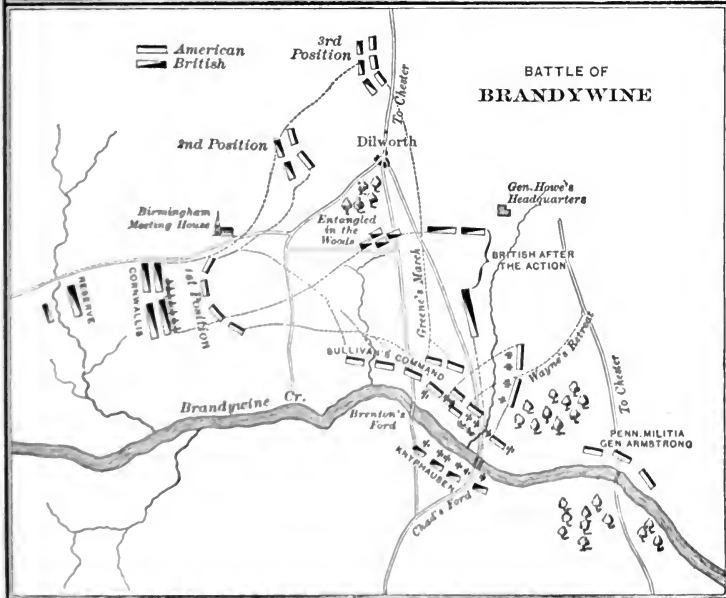 American
British
3rd
Position
BATTLE OF
BRANDYWINE
To Chester
2nd Position
Dilworth
Gen. Howe's
Headquarters
Birmingham
Meeting House
Entangled
in the
Woods
BRITISH AFTER
THE ACTION
RESERVE
CORNWALLIS
1st Position
Greene's March
SULLIVAN'S COMMAND
Wayne's Retreat
To Chester
Brandywine Cr.
Brenton's
Ford
PENN. MILITIA
GEN ARMSTRONG
KNYPHAUSEN
Chad's Ford